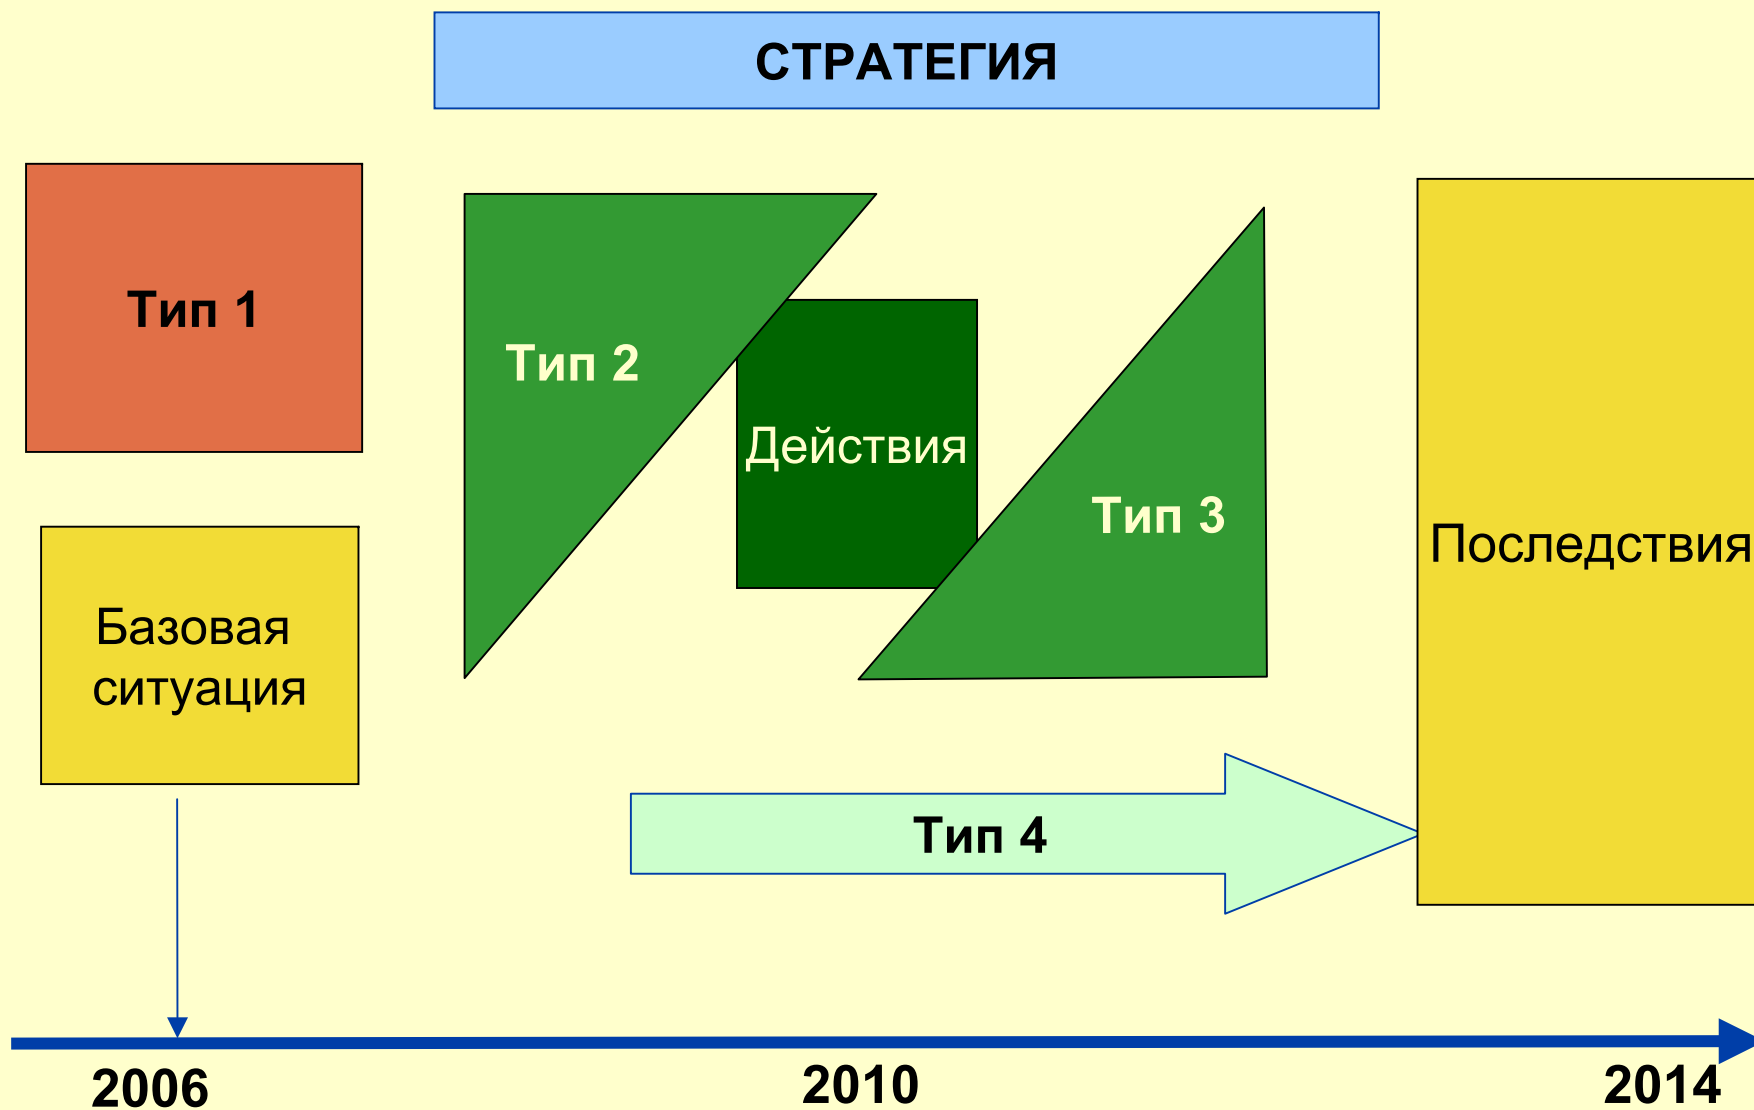 СТРАТЕГИЯ
Тип 1
Тип 2
Действия
Тип 3
Последствия
Базовая
ситуация
Тип 4
2006
2010
2014